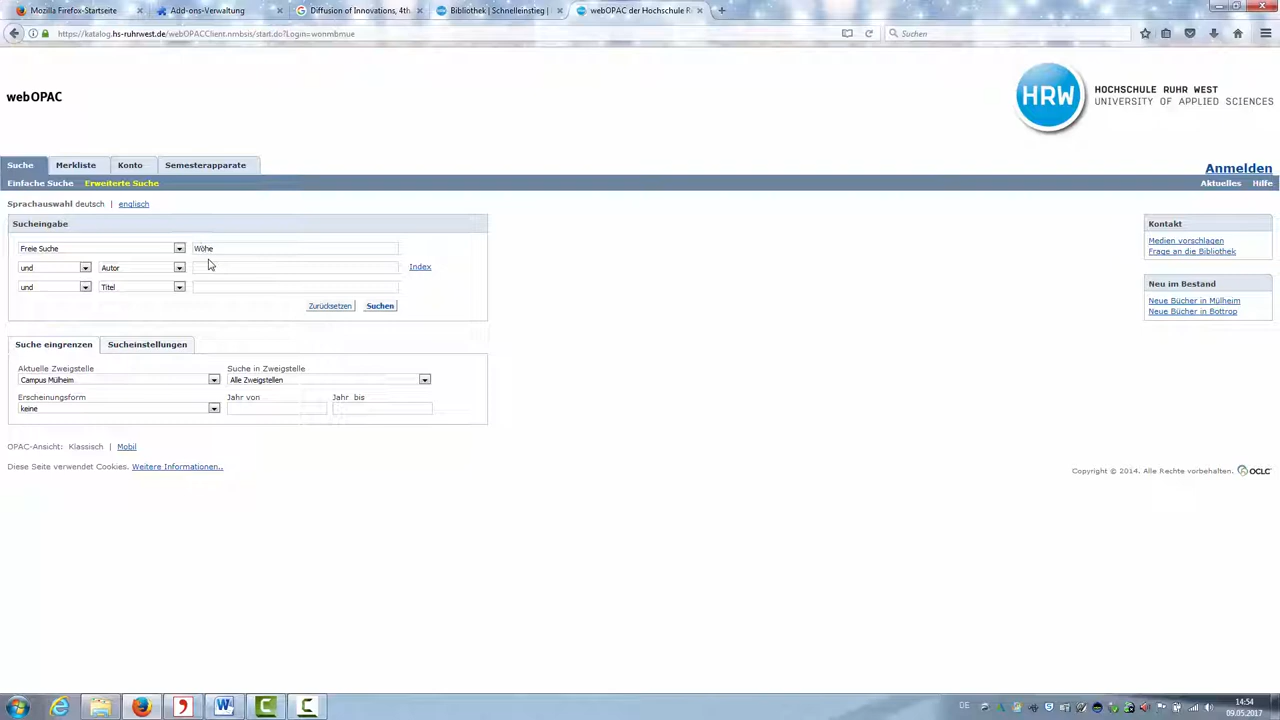 Mozilla Firefox-Startseite
Add-ons-Verwaltung
Diffusion of Innovations, 4th
Bibliothek | Schnelleinstieg |
webOPAC der Hochschule R
https://katalog.hs-ruhrwest.de/webOPACClient.nmbsis/start.do?Login=wonmbmue
Suchen
webOPAC
HRW
HOCHSCHULE RUHR WEST
UNIVERSITY OF APPLIED SCIENCES
Suche Merkliste Konto Semesterapparate
Anmelden
Einfache Suche Erweiterte Suche
Aktuelles Hilfe
Sprachauswahl deutsch | englisch
Sucheingabe
Freie Suche Wöhe
und Autor Index
und Titel
Zurücksetzen Suchen
Suche eingrenzen Sucheinstellungen
Aktuelle Zweigstelle Suche in Zweigstelle
Campus Mülheim Alle Zweigstellen
Erscheinungsform Jahr von Jahr bis
keine
OPAC-Ansicht: Klassisch | Mobil
Diese Seite verwendet Cookies. Weitere Informationen..
Kontakt
Medien vorschlagen
Frage an die Bibliothek
Neu im Bestand
Neue Bücher in Mülheim
Neue Bücher in Bottrop
Copyright © 2014. Alle Rechte vorbehalten. OCLC
DE
14:54
09.05.2017